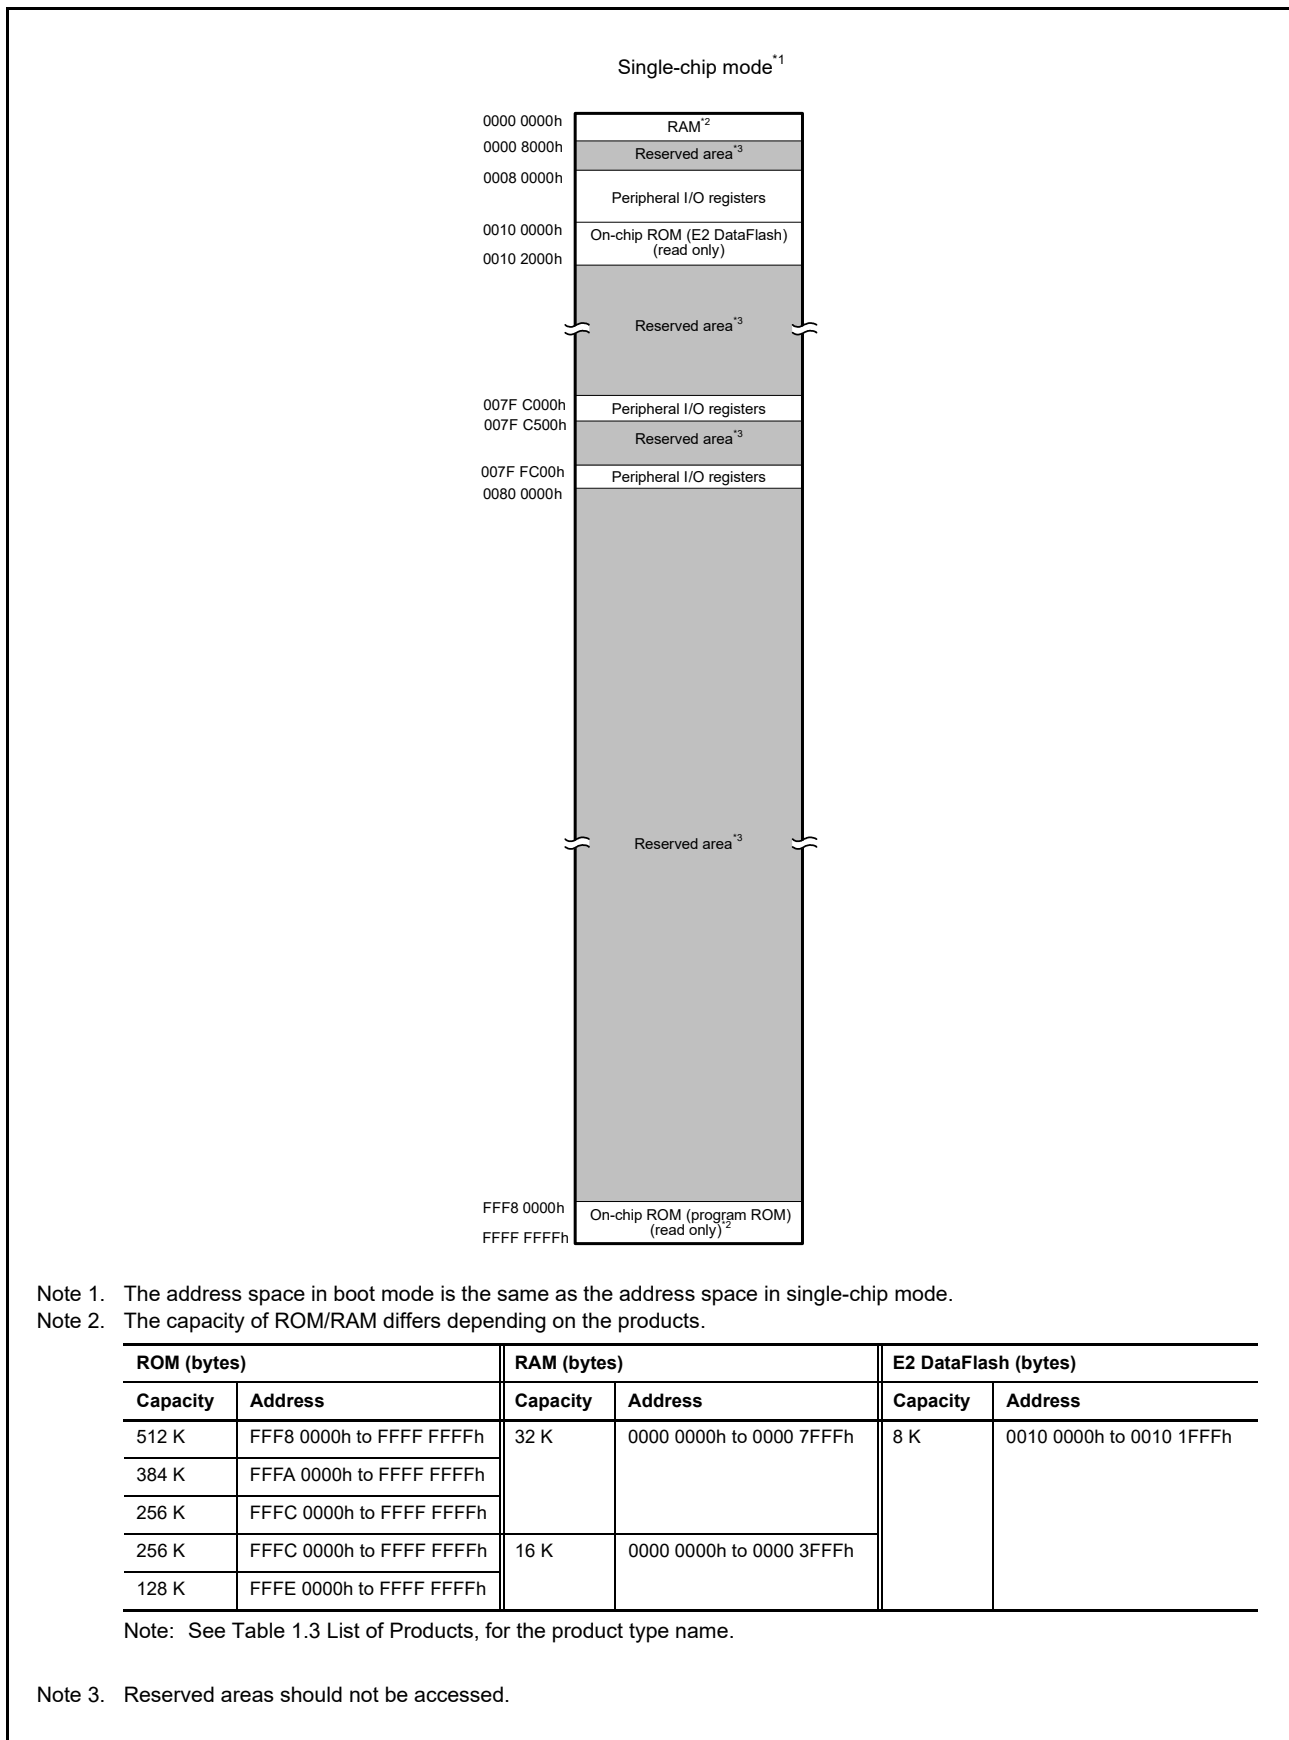 Single-chip mode*1
0000 0000h
RAM*2
0000 8000h
Reserved area*3
0008 0000h
Peripheral I/O registers
0010 0000h
On-chip ROM (E2 DataFlash)
(read only)
0010 2000h
Reserved area*3
007F C000h
Peripheral I/O registers
007F C500h
Reserved area*3
007F FC00h
Peripheral I/O registers
0080 0000h
Reserved area*3
FFF8 0000h
On-chip ROM (program ROM)
(read only)*2
FFFF FFFFh
Note 1. The address space in boot mode is the same as the address space in single-chip mode.
Note 2. The capacity of ROM/RAM differs depending on the products.
ROM (bytes) RAM (bytes) E2 DataFlash (bytes)
Capacity Address Capacity Address Capacity Address
512 K FFF8 0000h to FFFF FFFFh 32 K 0000 0000h to 0000 7FFFh 8 K 0010 0000h to 0010 1FFFh
384 K FFFA 0000h to FFFF FFFFh
256 K FFFC 0000h to FFFF FFFFh
256 K FFFC 0000h to FFFF FFFFh 16 K 0000 0000h to 0000 3FFFh
128 K FFFE 0000h to FFFF FFFFh
Note: See Table 1.3 List of Products, for the product type name.
Note 3. Reserved areas should not be accessed.